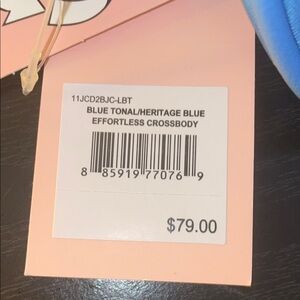 11JCD2BJC-LBT
BLUE TONAL/HERITAGE BLUE
EFFORTLESS CROSSBODY
8 85919 77076 9
$79.00